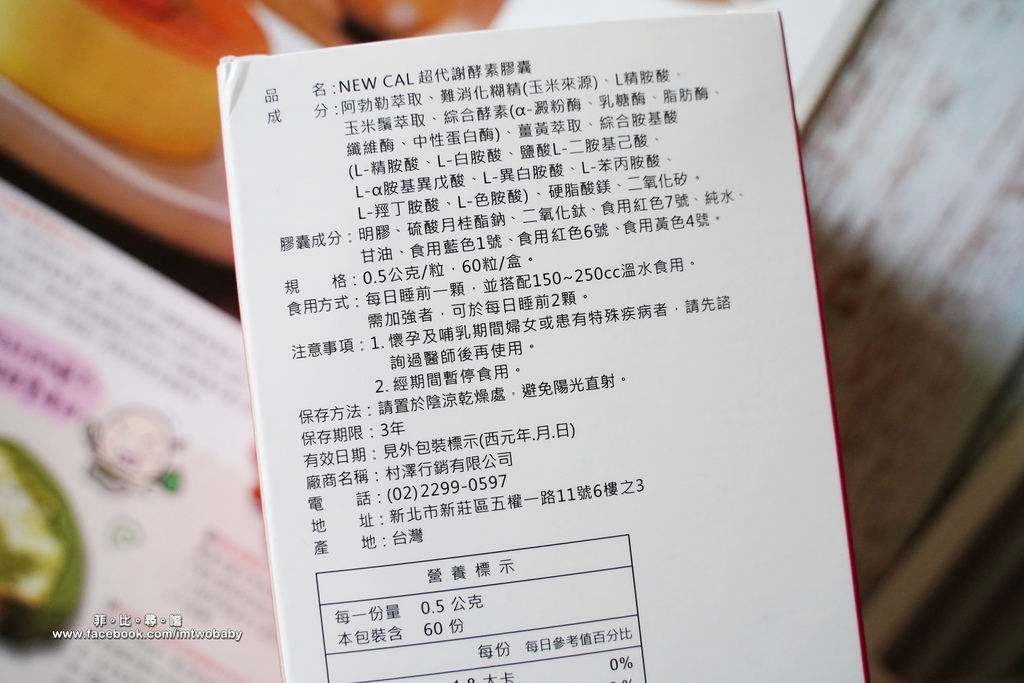 品 名:NEW CAL 超代謝酵素膠囊
成 分:阿勃勒萃取、難消化糊精(玉米來源)、L精胺酸、
玉米鬚萃取、綜合酵素(α-澱粉酶、乳糖酶、脂肪酶、
纖維酶、中性蛋白酶)、薑黃萃取、綜合胺基酸
(L-精胺酸、L-白胺酸、鹽酸L-二胺基己酸、
L-α胺基異戊酸、L-異白胺酸、L-苯丙胺酸、
L-羥丁胺酸、L-色胺酸)、硬脂酸鎂、二氧化矽。
膠囊成分:明膠、硫酸月桂酯鈉、二氧化鈦、食用紅色7號、純水、
甘油、食用藍色1號、食用紅色6號、食用黃色4號。
規 格:0.5公克/粒，60粒/盒。
食用方式:每日睡前一顆，並搭配150~250cc溫水食用。
需加強者，可於每日睡前2顆。
注意事項:1. 懷孕及哺乳期間婦女或患有特殊疾病者，請先諮
詢過醫師後再使用。
2. 經期間暫停食用。
保存方法:請置於陰涼乾燥處，避免陽光直射。
保存期限:3年
有效日期:見外包裝標示(西元年.月.日)
廠商名稱:村澤行銷有限公司
電 話:(02)2299-0597
地 址:新北市新莊區五權一路11號6樓之3
產 地:台灣
營養標示
每一份量 0.5 公克
本包裝含 60 份
每份 每日參考值百分比
1.8 大卡 0%
菲·比·尋·嚐
www.facebook.com/imtwobaby